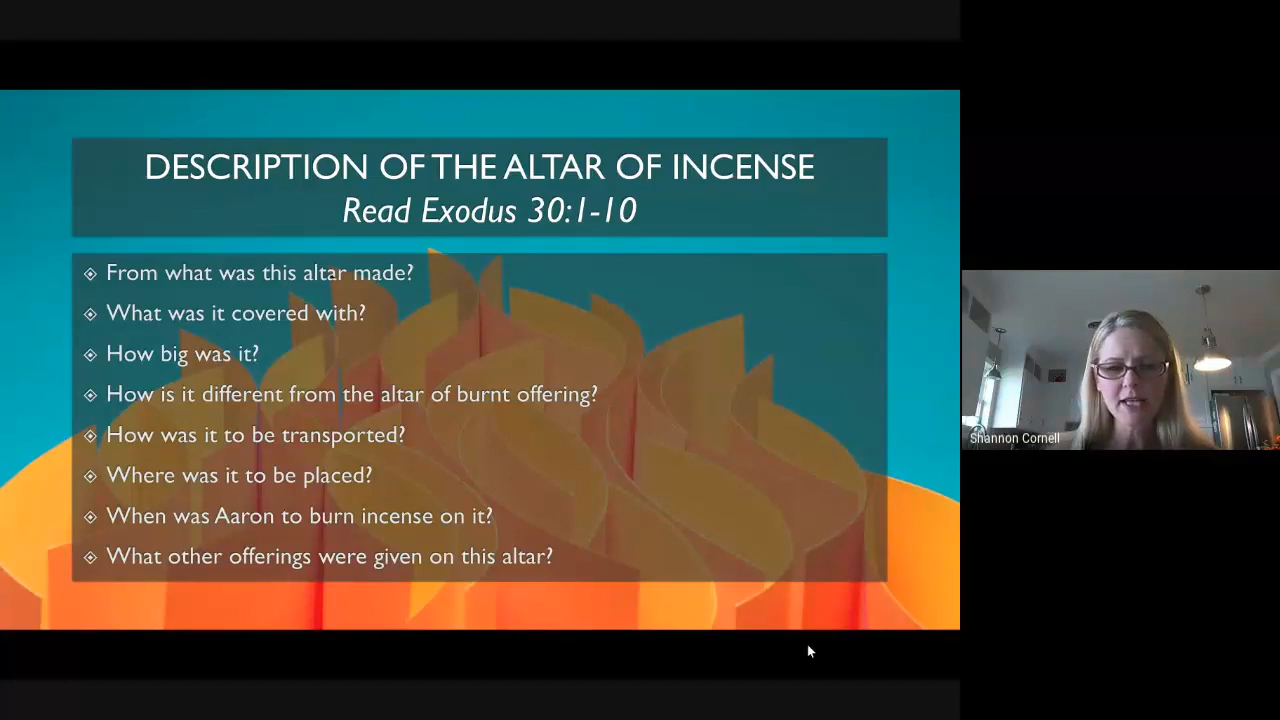 DESCRIPTION OF THE ALTAR OF INCENSE
Read Exodus 30:1-10
From what was this altar made?
What was it covered with?
How big was it?
How is it different from the altar of burnt offering?
How was it to be transported?
Where was it to be placed?
When was Aaron to burn incense on it?
What other offerings were given on this altar?
Shannon Cornell